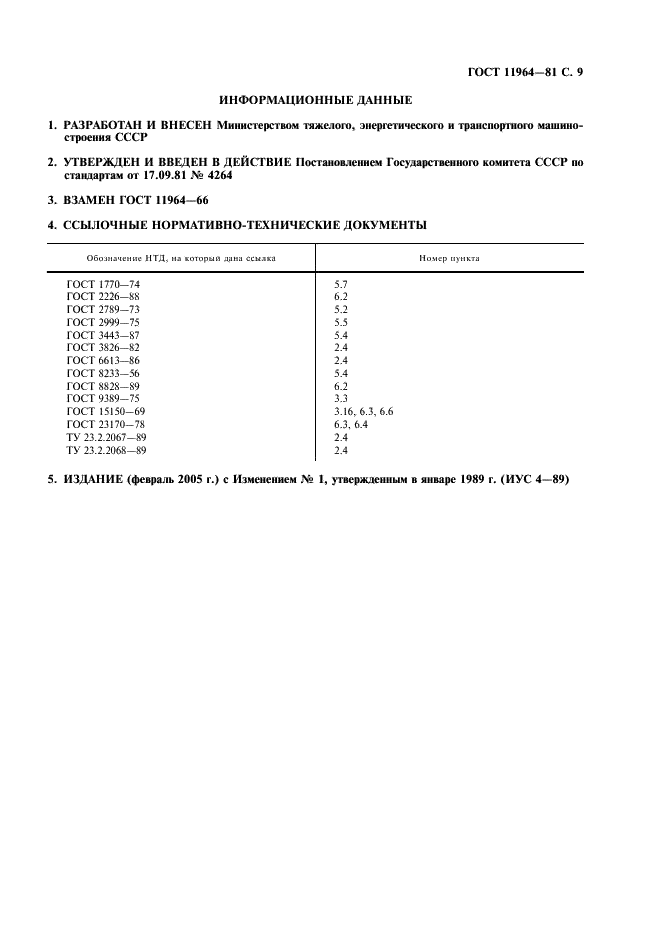 ГОСТ 11964—81 С. 9
ИНФОРМАЦИОННЫЕ ДАННЫЕ
1. РАЗРАБОТАН И ВНЕСЕН Министерством тяжелого, энергетического и транспортного машино-
строения СССР
2. УТВЕРЖДЕН И ВВЕДЕН В ДЕЙСТВИЕ Постановлением Государственного комитета СССР по
стандартам от 17.09.81 № 4264
3. ВЗАМЕН ГОСТ 11964—66
4. ССЫЛОЧНЫЕ НОРМАТИВНО-ТЕХНИЧЕСКИЕ ДОКУМЕНТЫ
Обозначение НТД, на который дана ссылка Номер пункта
ГОСТ 1770—74 5.7
ГОСТ 2226—88 6.2
ГОСТ 2789—73 5.2
ГОСТ 2999—75 5.5
ГОСТ 3443—87 5.4
ГОСТ 3826—82 2.4
ГОСТ 6613—86 2.4
ГОСТ 8233—56 5.4
ГОСТ 8828—89 6.2
ГОСТ 9389—75 3.3
ГОСТ 15150—69 3.16, 6.3, 6.6
ГОСТ 23170—78 6.3, 6.4
ТУ 23.2.2067—89 2.4
ТУ 23.2.2068—89 2.4
5. ИЗДАНИЕ (февраль 2005 г.) с Изменением № 1, утвержденным в январе 1989 г. (ИУС 4—89)